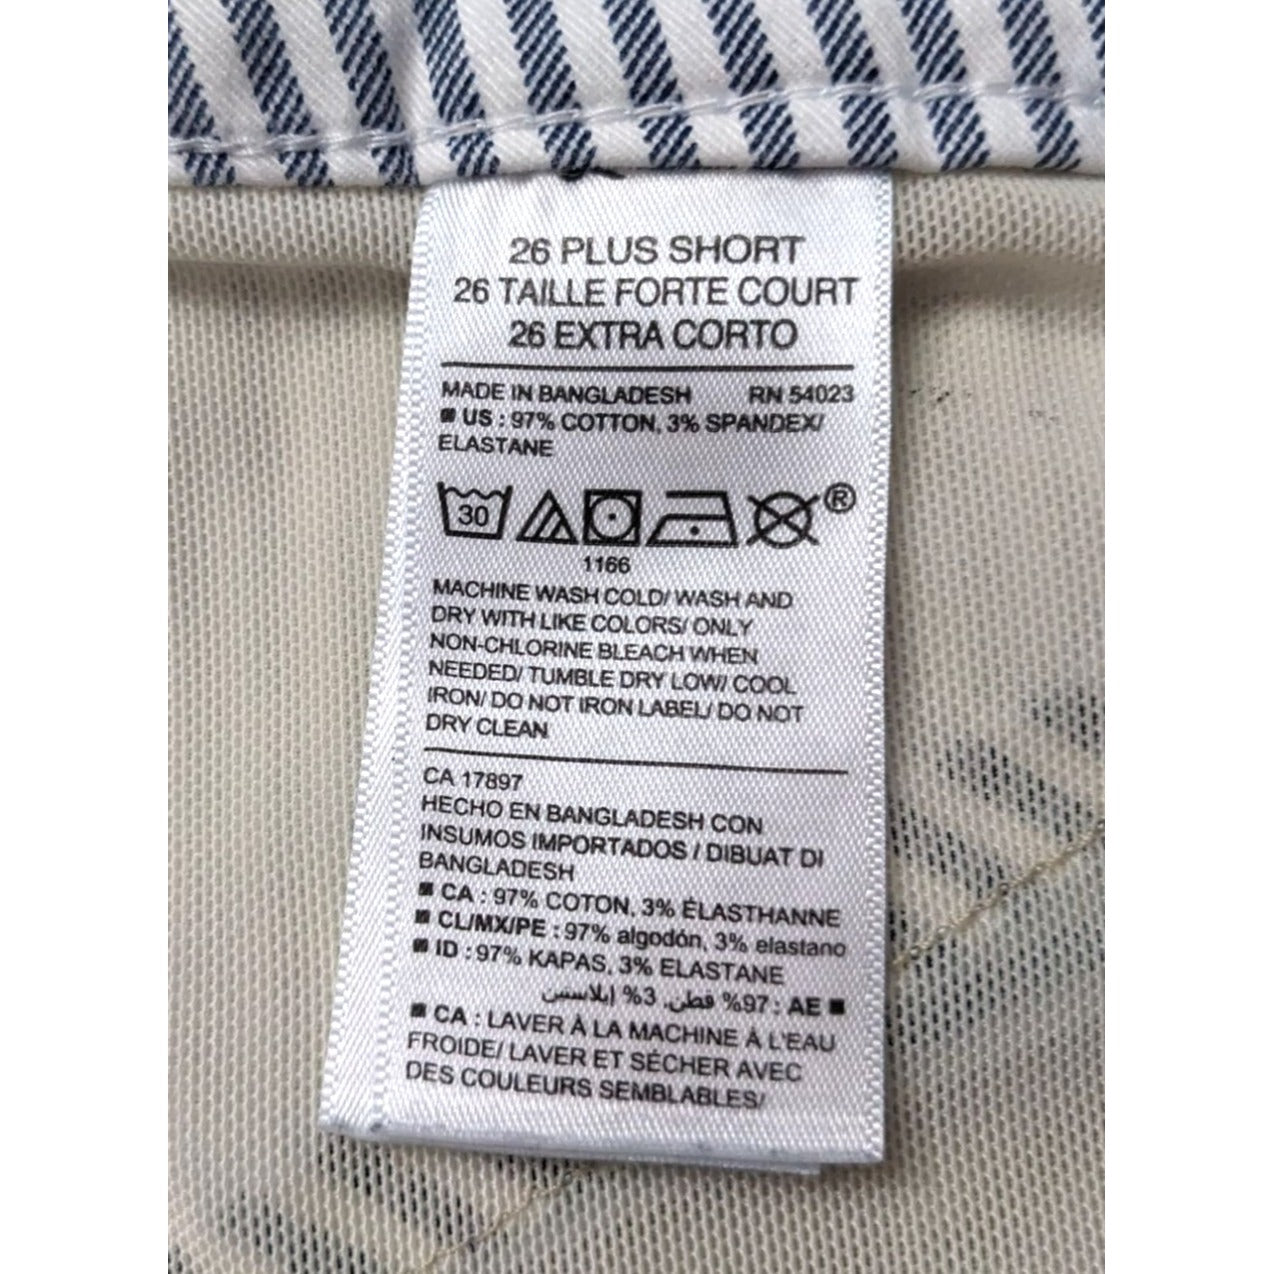 26 PLUS SHORT
26 TAILLE FORTE COURT
26 EXTRA CORTO
MADE IN BANGLADESH RN 54023
■ US : 97% COTTON, 3% SPANDEX/
ELASTANE
30 ®
1166
MACHINE WASH COLD/ WASH AND
DRY WITH LIKE COLORS/ ONLY
NON-CHLORINE BLEACH WHEN
NEEDED/ TUMBLE DRY LOW/ COOL
IRON/ DO NOT IRON LABEL/ DO NOT
DRY CLEAN
CA 17897
HECHO EN BANGLADESH CON
INSUMOS IMPORTADOS / DIBUAT DI
BANGLADESH
■ CA : 97% COTON, 3% ÉLASTHANNE
■ CL/MX/PE : 97% algodón, 3% elastano
■ ID : 97% KAPAS, 3% ELASTANE
■ AE : 97% قطن, 3% إيلاستين
■ CA : LAVER À LA MACHINE À L'EAU
FROIDE/ LAVER ET SÉCHER AVEC
DES COULEURS SEMBLABLES/